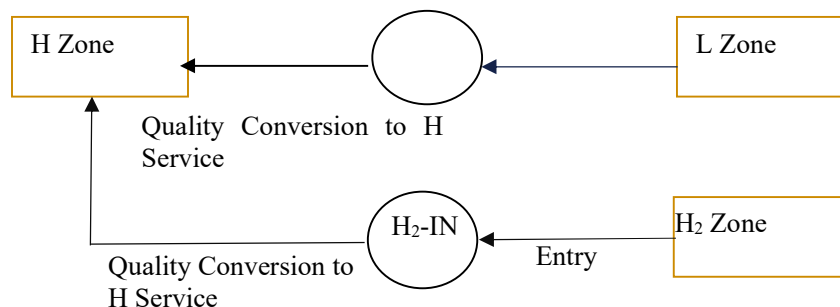 H Zone
L Zone
Quality Conversion to H
Service
H₂-IN
H₂ Zone
Entry
Quality Conversion to
H Service